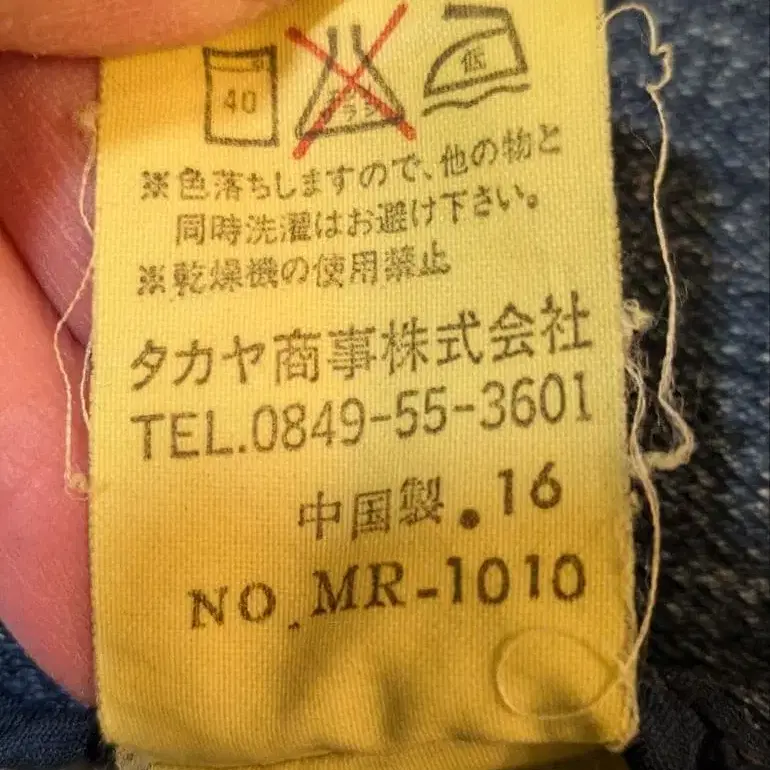 40
低
※色落ちしますので、他の物と
同時洗濯はお避け下さい。
※乾燥機の使用禁止
タカヤ商事株式会社
TEL.0849-55-3601
中国製.16
NO.MR-1010